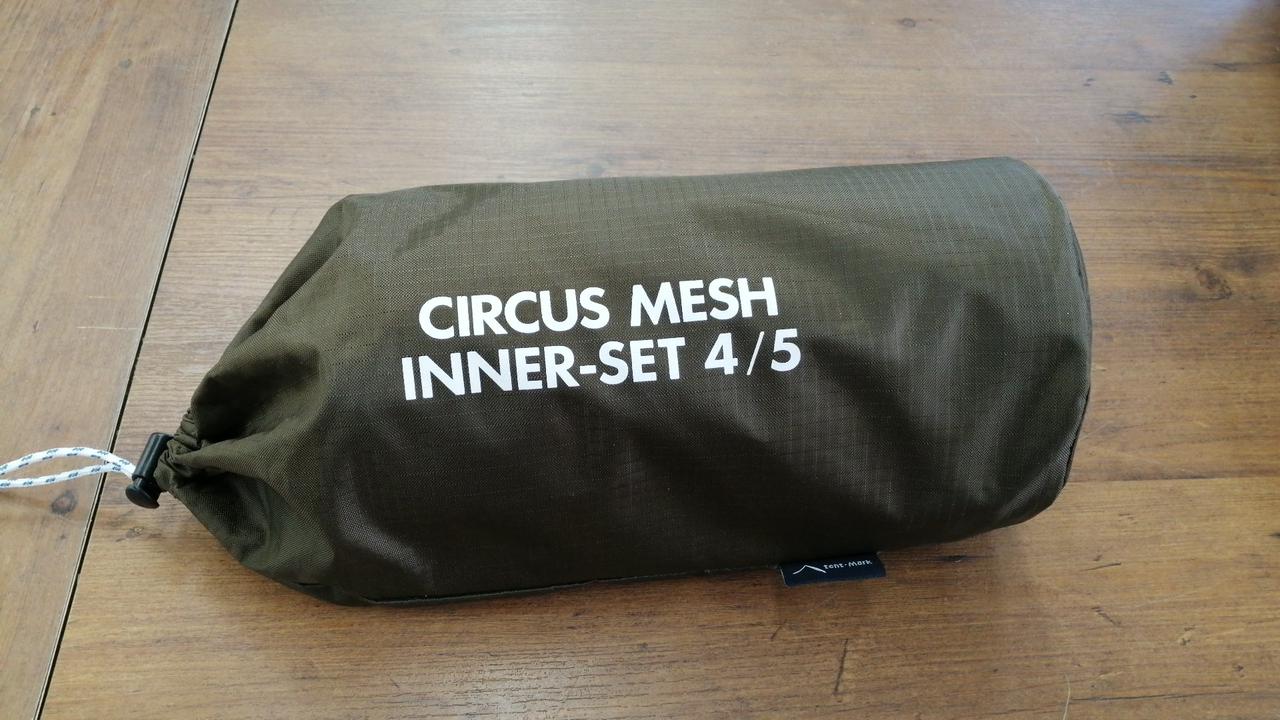 CIRCUS MESH
INNER-SET 4/5
tent-Mark